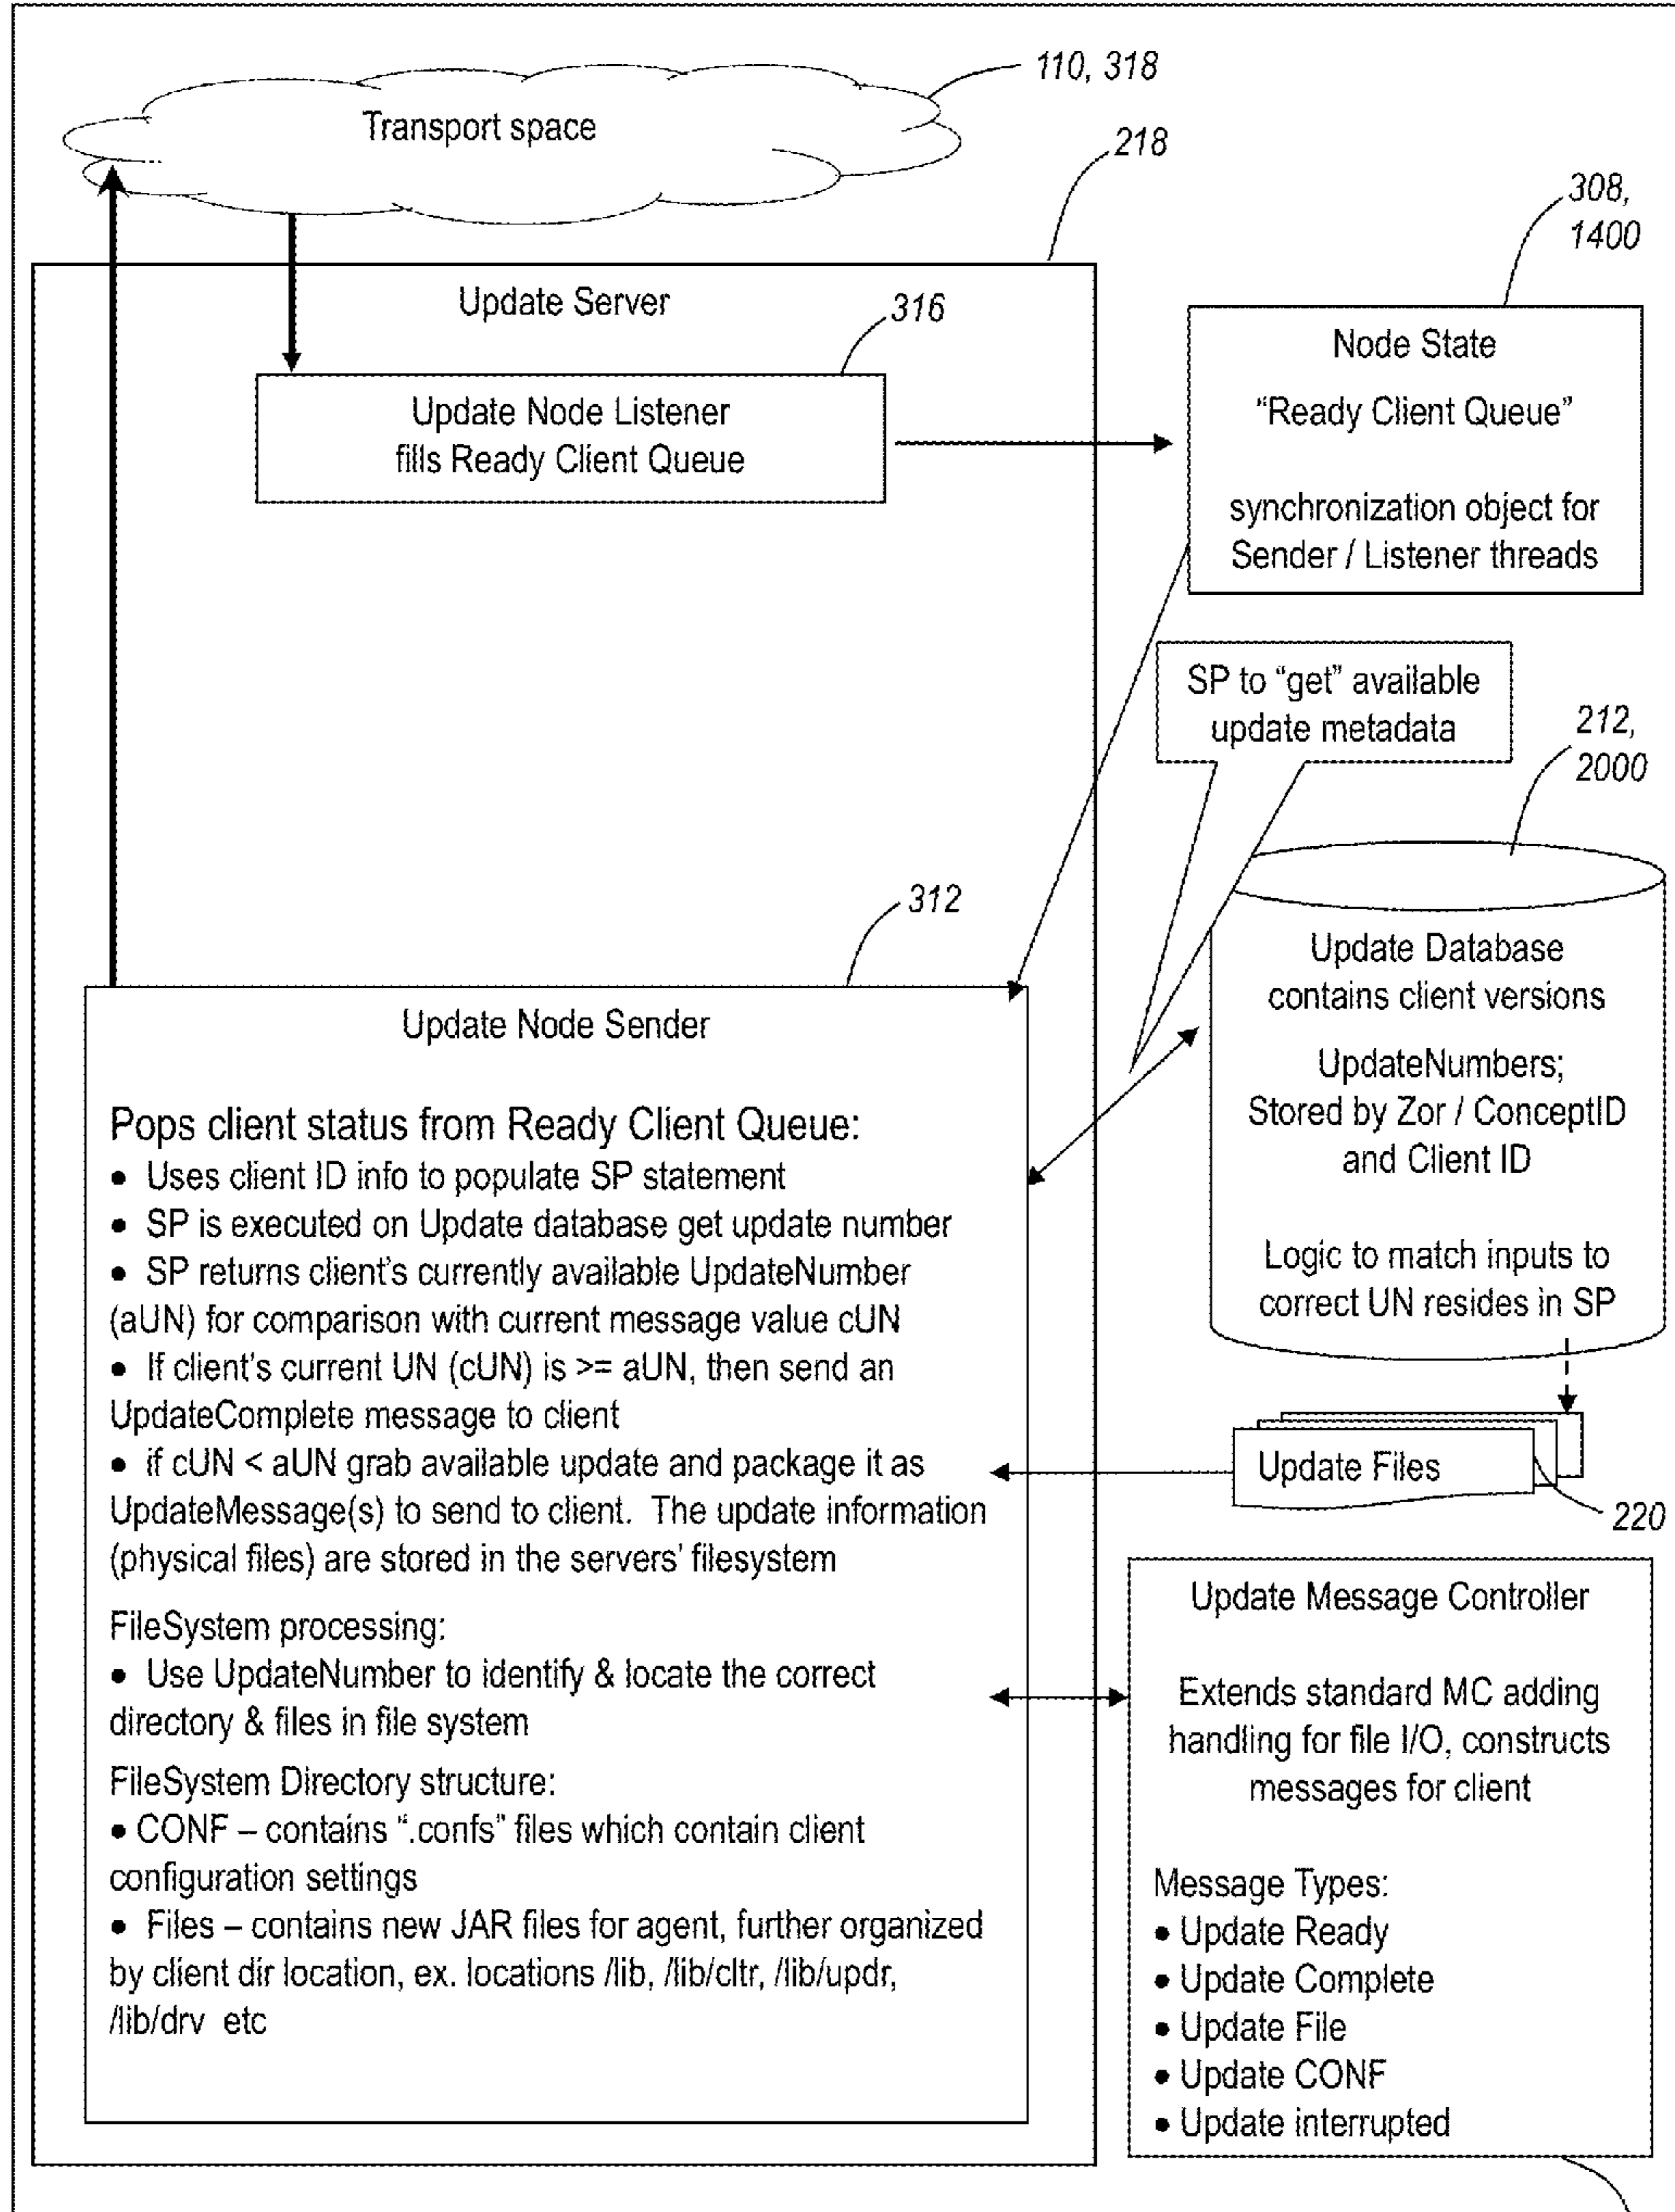 110, 318
Transport space
218
308,
1400
Update Server
316
Update Node Listener
fills Ready Client Queue
Node State
“Ready Client Queue”
synchronization object for
Sender / Listener threads
SP to “get” available
update metadata
212,
2000
312
Update Database
contains client versions
UpdateNumbers;
Stored by Zor / ConceptID
and Client ID
Logic to match inputs to
correct UN resides in SP
Update Node Sender
Pops client status from Ready Client Queue:
• Uses client ID info to populate SP statement
• SP is executed on Update database get update number
• SP returns client's currently available UpdateNumber
(aUN) for comparison with current message value cUN
• If client's current UN (cUN) is >= aUN, then send an
UpdateComplete message to client
• if cUN < aUN grab available update and package it as
UpdateMessage(s) to send to client. The update information
(physical files) are stored in the servers' filesystem
FileSystem processing:
• Use UpdateNumber to identify & locate the correct
directory & files in file system
FileSystem Directory structure:
• CONF – contains “.confs” files which contain client
configuration settings
• Files – contains new JAR files for agent, further organized
by client dir location, ex. locations /lib, /lib/cltr, /lib/updr,
/lib/drv etc
Update Files
220
Update Message Controller
Extends standard MC adding
handling for file I/O, constructs
messages for client
Message Types:
• Update Ready
• Update Complete
• Update File
• Update CONF
• Update interrupted